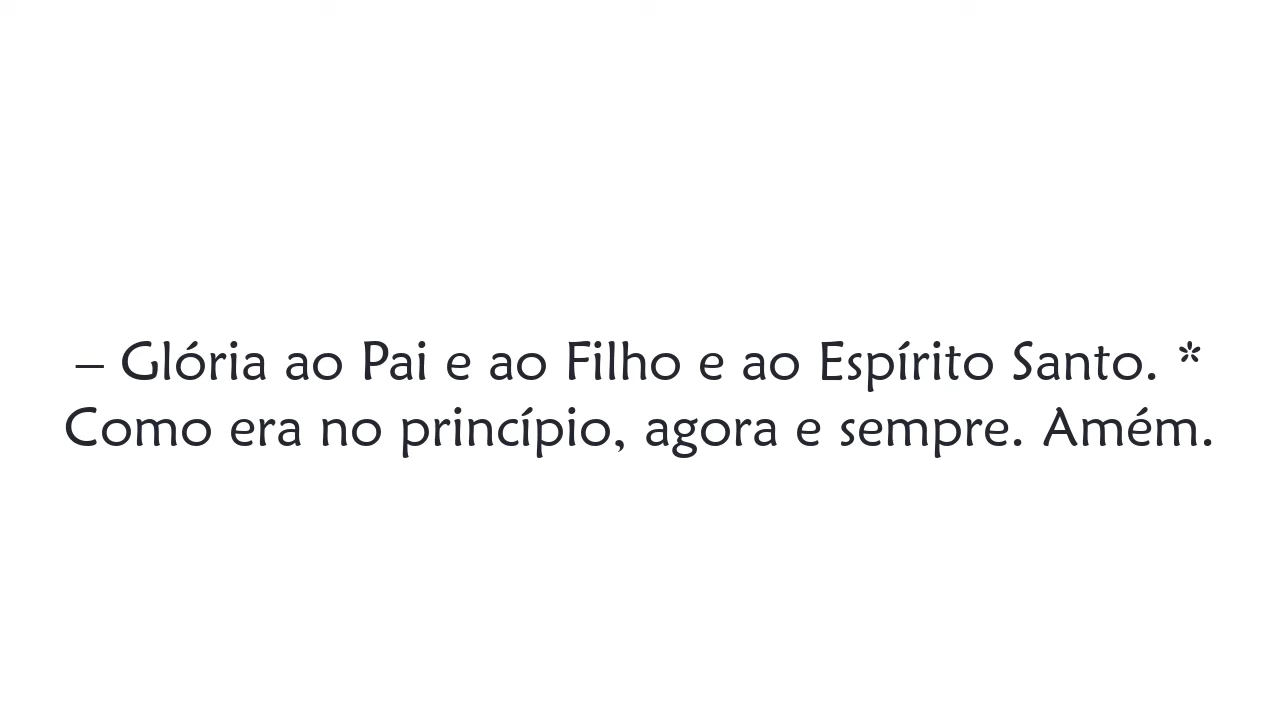 – Glória ao Pai e ao Filho e ao Espírito Santo. *
Como era no princípio, agora e sempre. Amém.